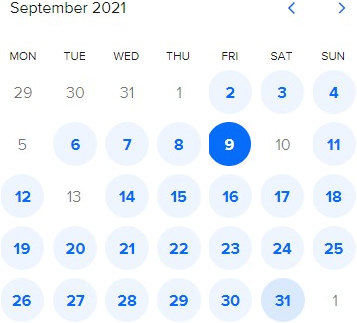 September 2021
MON TUE WED THU FRI SAT SUN
29 30 31 1 2 3 4
5 6 7 8 9 10 11
12 13 14 15 16 17 18
19 20 21 22 23 24 25
26 27 28 29 30 31 1